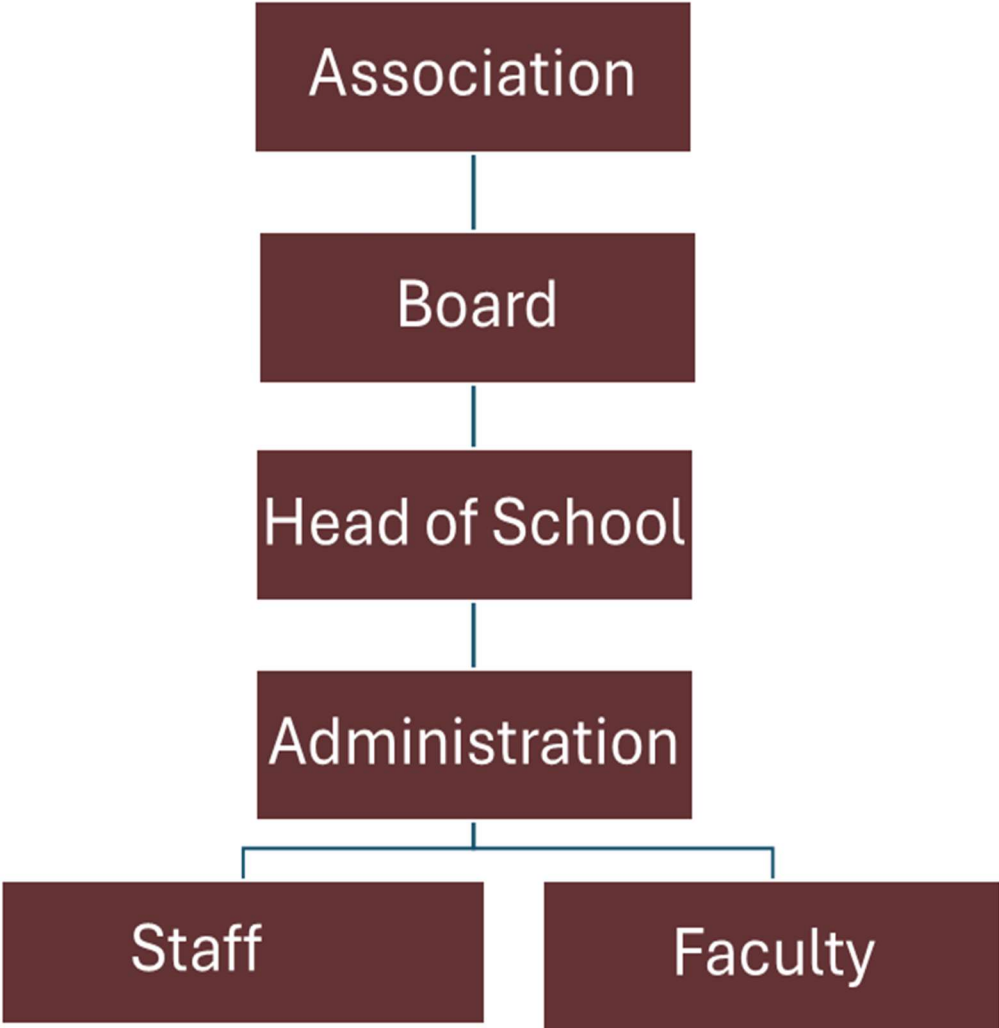 Association
Board
Head of School
Administration
Staff
Faculty